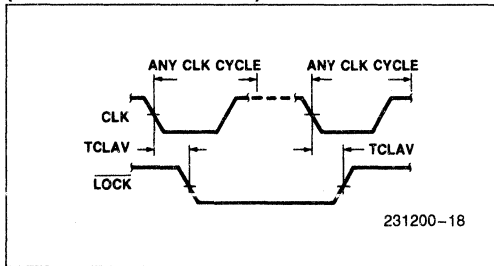 ANY CLK CYCLE ANY CLK CYCLE
CLK
TCLAV TCLAV
LOCK
231200-18